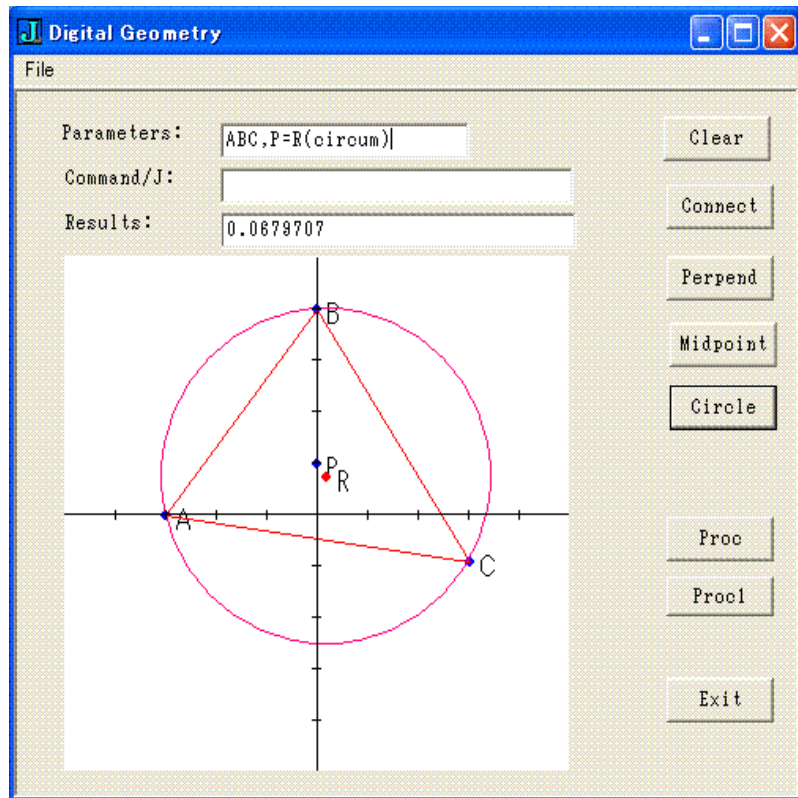 J Digital Geometry
File
Parameters: ABC,P=R(circum)
Clear
Command/J:
Connect
Results: 0.0679707
Perpend
Midpoint
Circle
B
P
R
A
C
Proc
Proc1
Exit